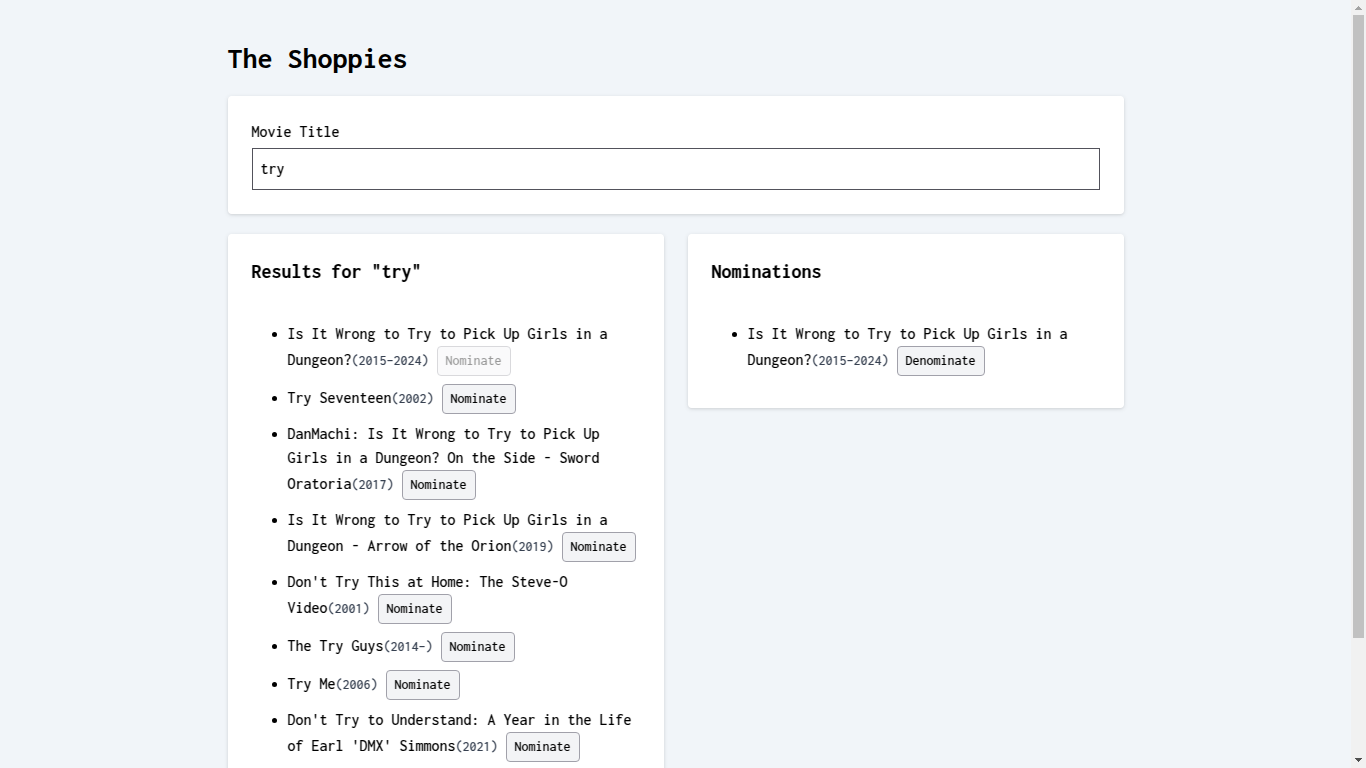 The Shoppies
Movie Title
try
Results for "try"
Is It Wrong to Try to Pick Up Girls in a
Dungeon?(2015–2024) Nominate
Try Seventeen(2002) Nominate
DanMachi: Is It Wrong to Try to Pick Up
Girls in a Dungeon? On the Side - Sword
Oratoria(2017) Nominate
Is It Wrong to Try to Pick Up Girls in a
Dungeon - Arrow of the Orion(2019) Nominate
Don't Try This at Home: The Steve-O
Video(2001) Nominate
The Try Guys(2014–) Nominate
Try Me(2006) Nominate
Don't Try to Understand: A Year in the Life
of Earl 'DMX' Simmons(2021) Nominate
Nominations
Is It Wrong to Try to Pick Up Girls in a
Dungeon?(2015–2024) Denominate